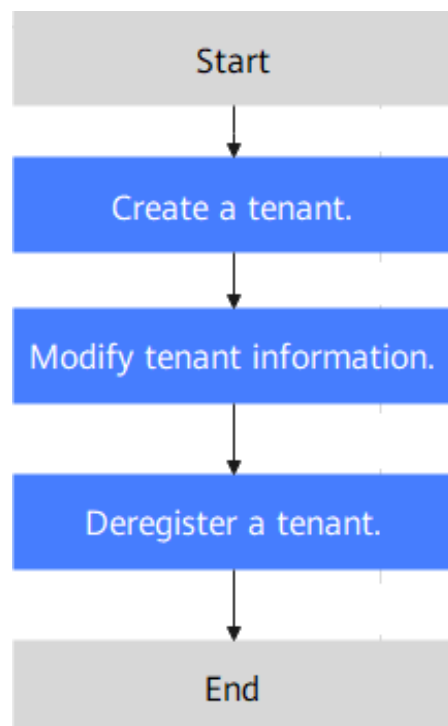 Start
Create a tenant.
Modify tenant information.
Deregister a tenant.
End